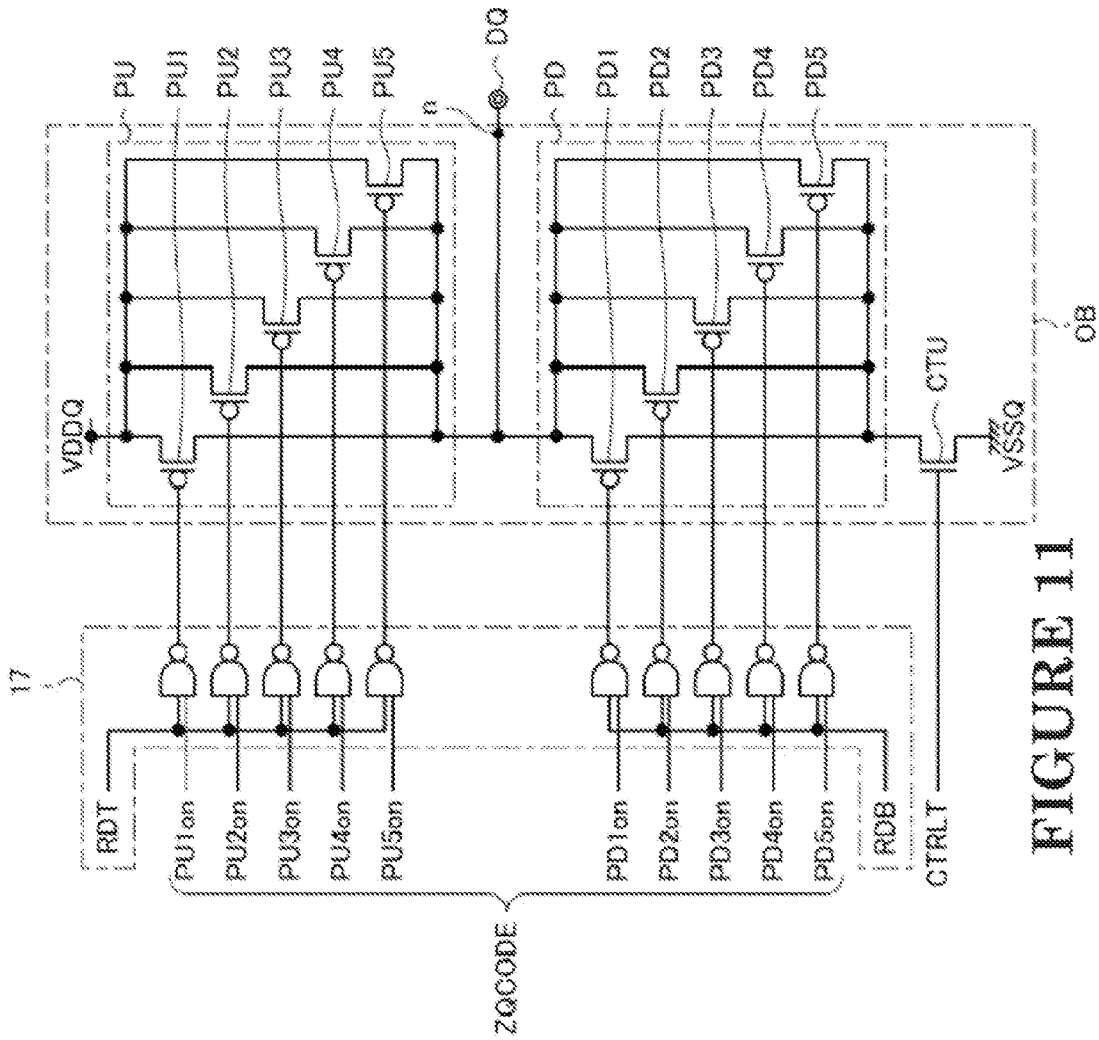 17
RDT
PU1on
PU2on
PU3on
PU4on
PU5on
PD1on
PD2on
PD3on
PD4on
PD5on
RDB
CTRLT
ZQCODE
VDDQ
PU
PU1
PU2
PU3
PU4
PU5
n
DQ
PD
PD1
PD2
PD3
PD4
PD5
CTU
VSSQ
OB
FIGURE 11